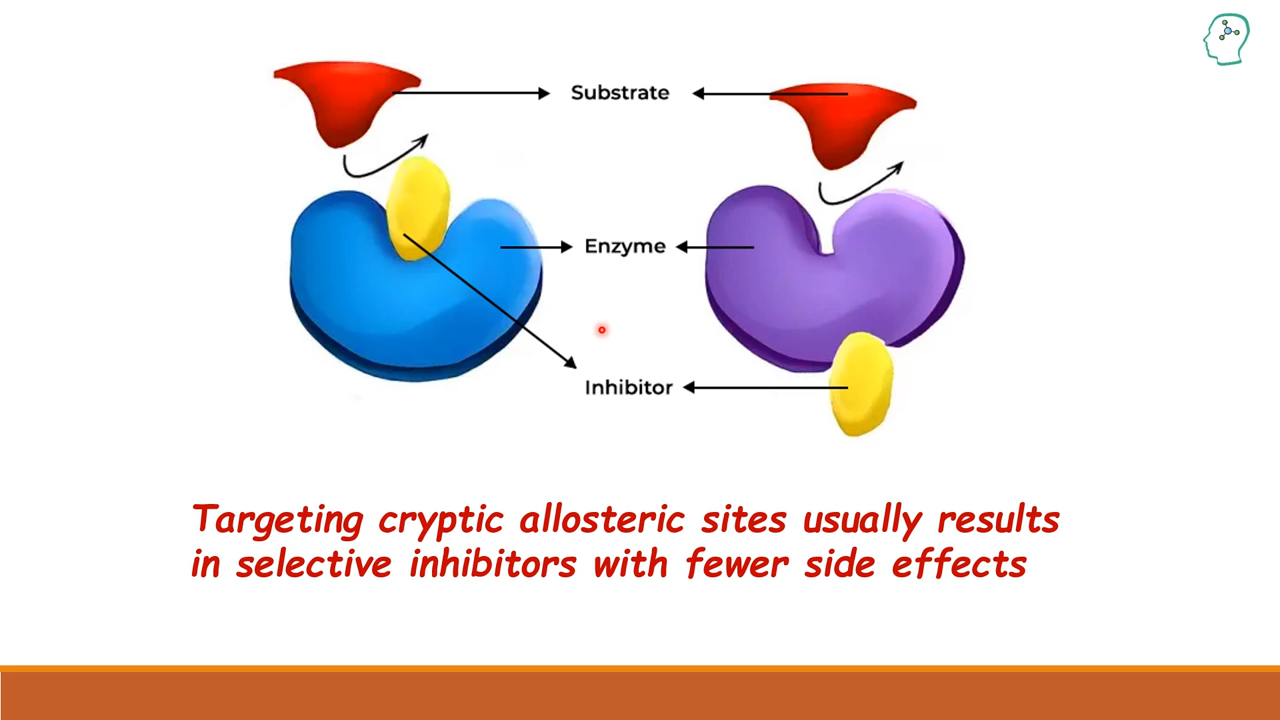 Substrate
Enzyme
Inhibitor
Targeting cryptic allosteric sites usually results
in selective inhibitors with fewer side effects